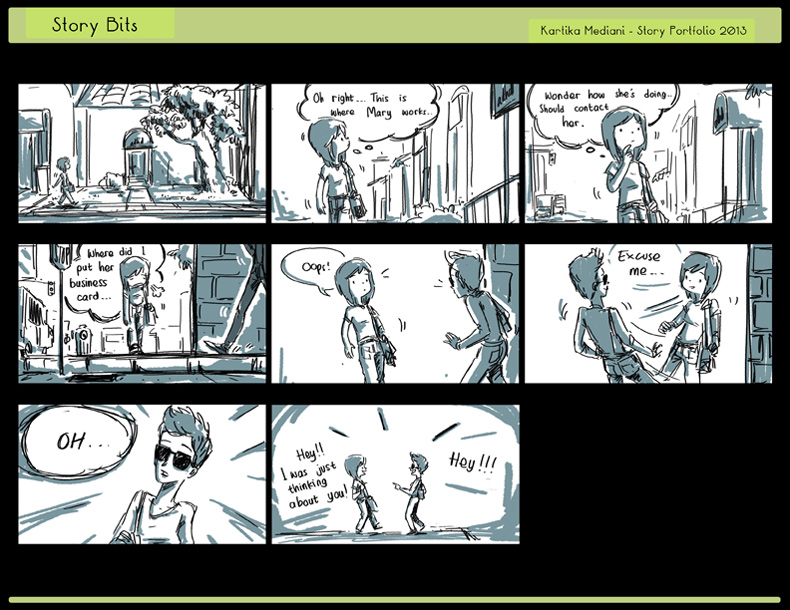 Story Bits
Kartika Mediani - Story Portfolio 2013
Oh right... This is
where Mary works..
Wonder how she's doing..
Should contact
her.
Where did I
put her
business
card...
Oops!
Excuse
me...
OH...
Hey!!
I was just
thinking
about you!
Hey!!!